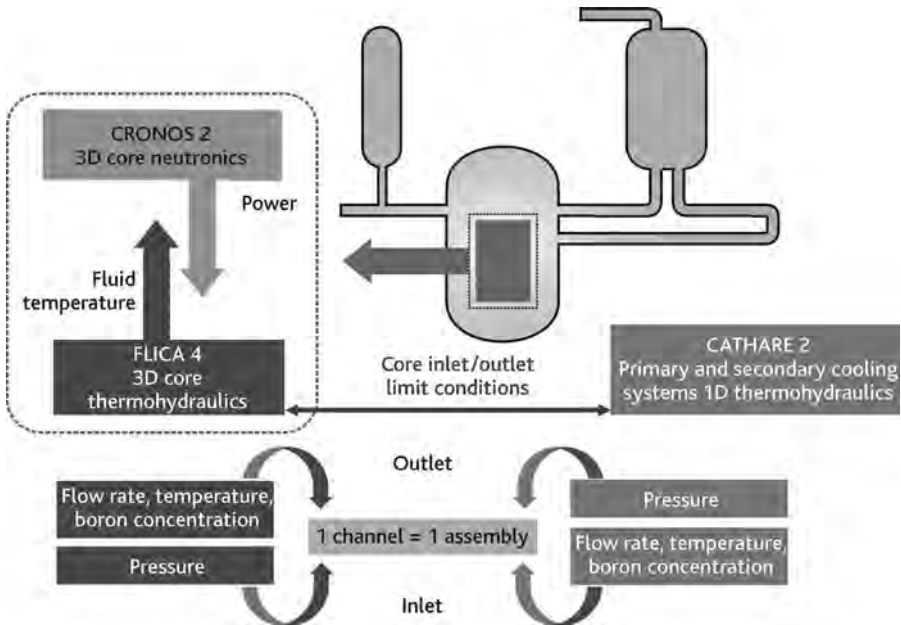 CRONOS 2
3D core neutronics
Power
Fluid
temperature
FLICA 4
3D core
thermohydraulics
Core inlet/outlet
limit conditions
CATHARE 2
Primary and secondary cooling
systems 1D thermohydraulics
Outlet
Flow rate, temperature,
boron concentration
Pressure
1 channel = 1 assembly
Pressure
Flow rate, temperature,
boron concentration
Inlet